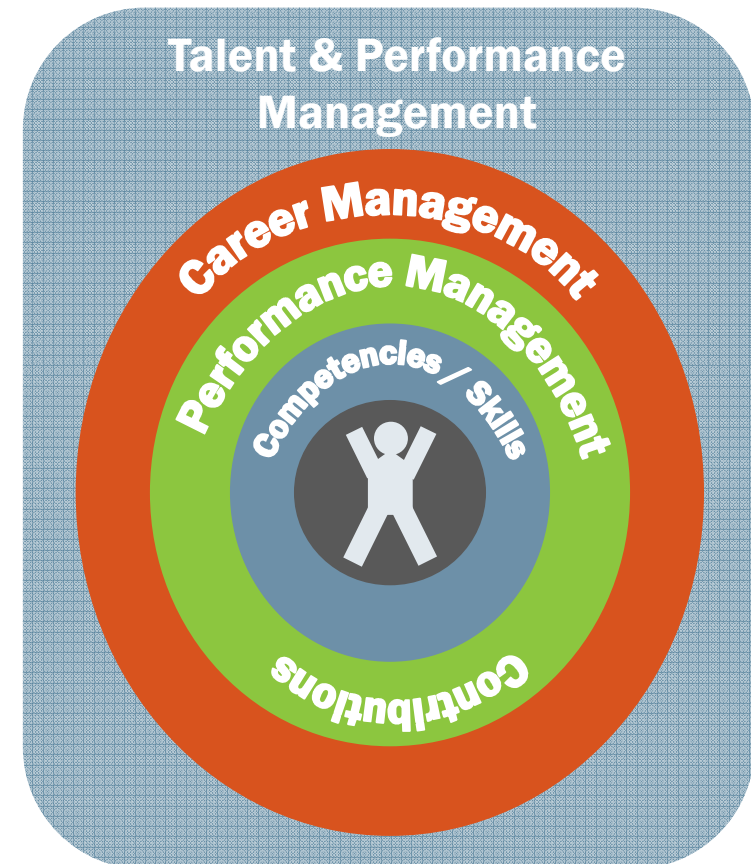 Talent & Performance
Management
Career Management
Performance Management
Competencies / Skills
Contributions